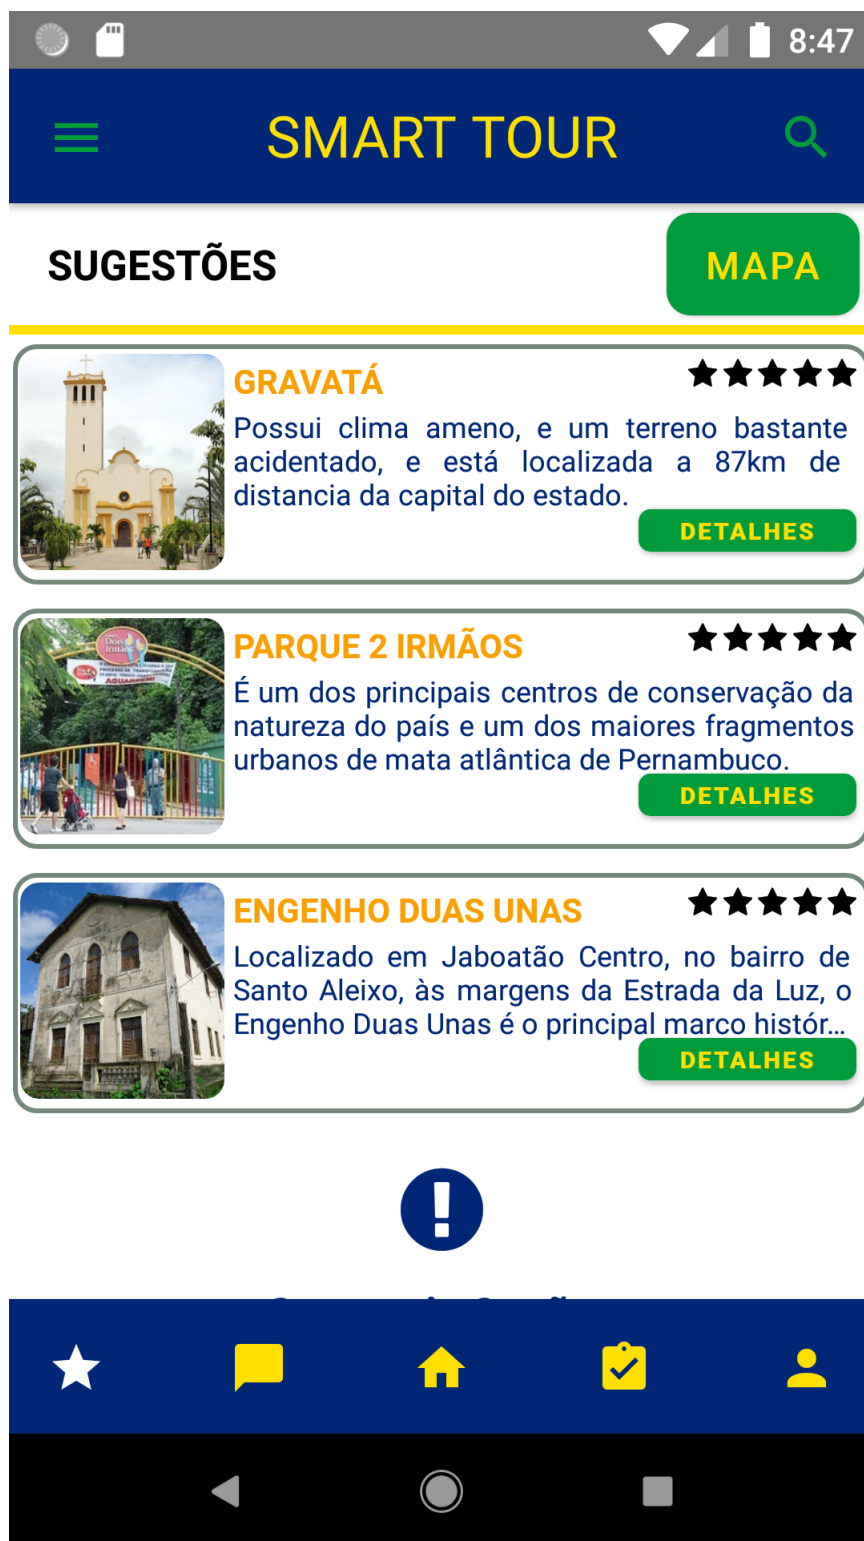 8:47
SMART TOUR
SUGESTÕES
MAPA
GRAVATÁ
Possui clima ameno, e um terreno bastante
acidentado, e está localizada a 87km de
distancia da capital do estado.
DETALHES
Dois
Irmãos
AGUARDEM!
PARQUE 2 IRMÃOS
É um dos principais centros de conservação da
natureza do país e um dos maiores fragmentos
urbanos de mata atlântica de Pernambuco.
DETALHES
ENGENHO DUAS UNAS
Localizado em Jaboatão Centro, no bairro de
Santo Aleixo, às margens da Estrada da Luz, o
Engenho Duas Unas é o principal marco histór...
DETALHES